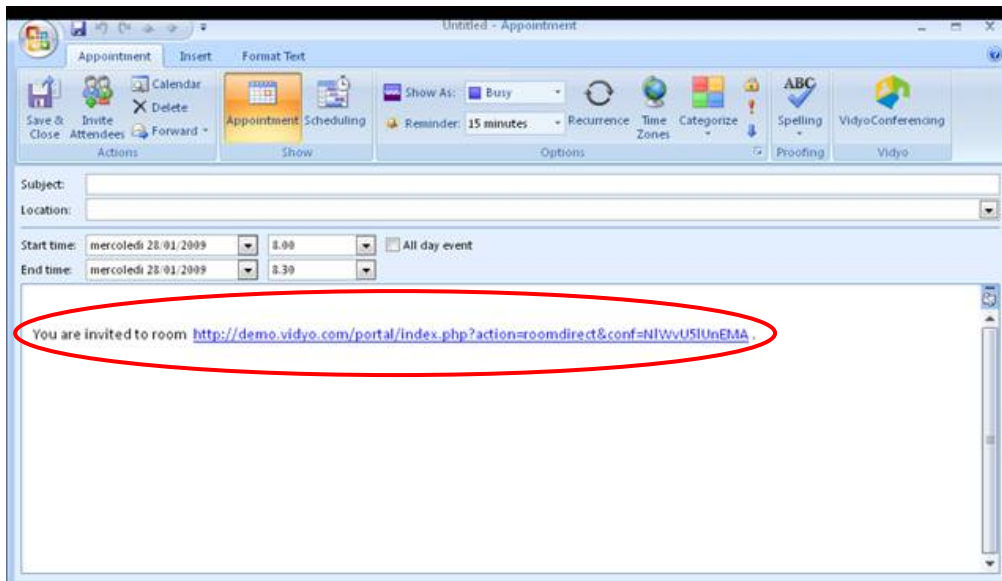 Untitled - Appointment
Appointment Insert Format Text
Save & Close
Invite Attendees
Calendar
Delete
Forward
Actions
Appointment
Scheduling
Show
Show As: Busy
Reminder: 15 minutes
Recurrence
Time Zones
Categorize
Options
ABC
Spelling
Proofing
VidyoConferencing
Vidyo
Subject:
Location:
Start time: mercoledì 28/01/2009 8.00 All day event
End time: mercoledì 28/01/2009 8.30
You are invited to room http://demo.vidyo.com/portal/index.php?action=roomdirect&conf=NlWvU5lUnEMA .